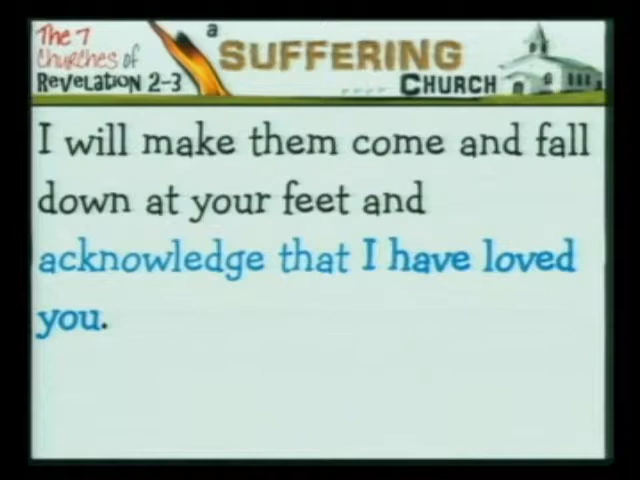 The 7
Churches of
Revelation 2-3
a
SUFFERING
CHURCH
I will make them come and fall
down at your feet and
acknowledge that I have loved
you.